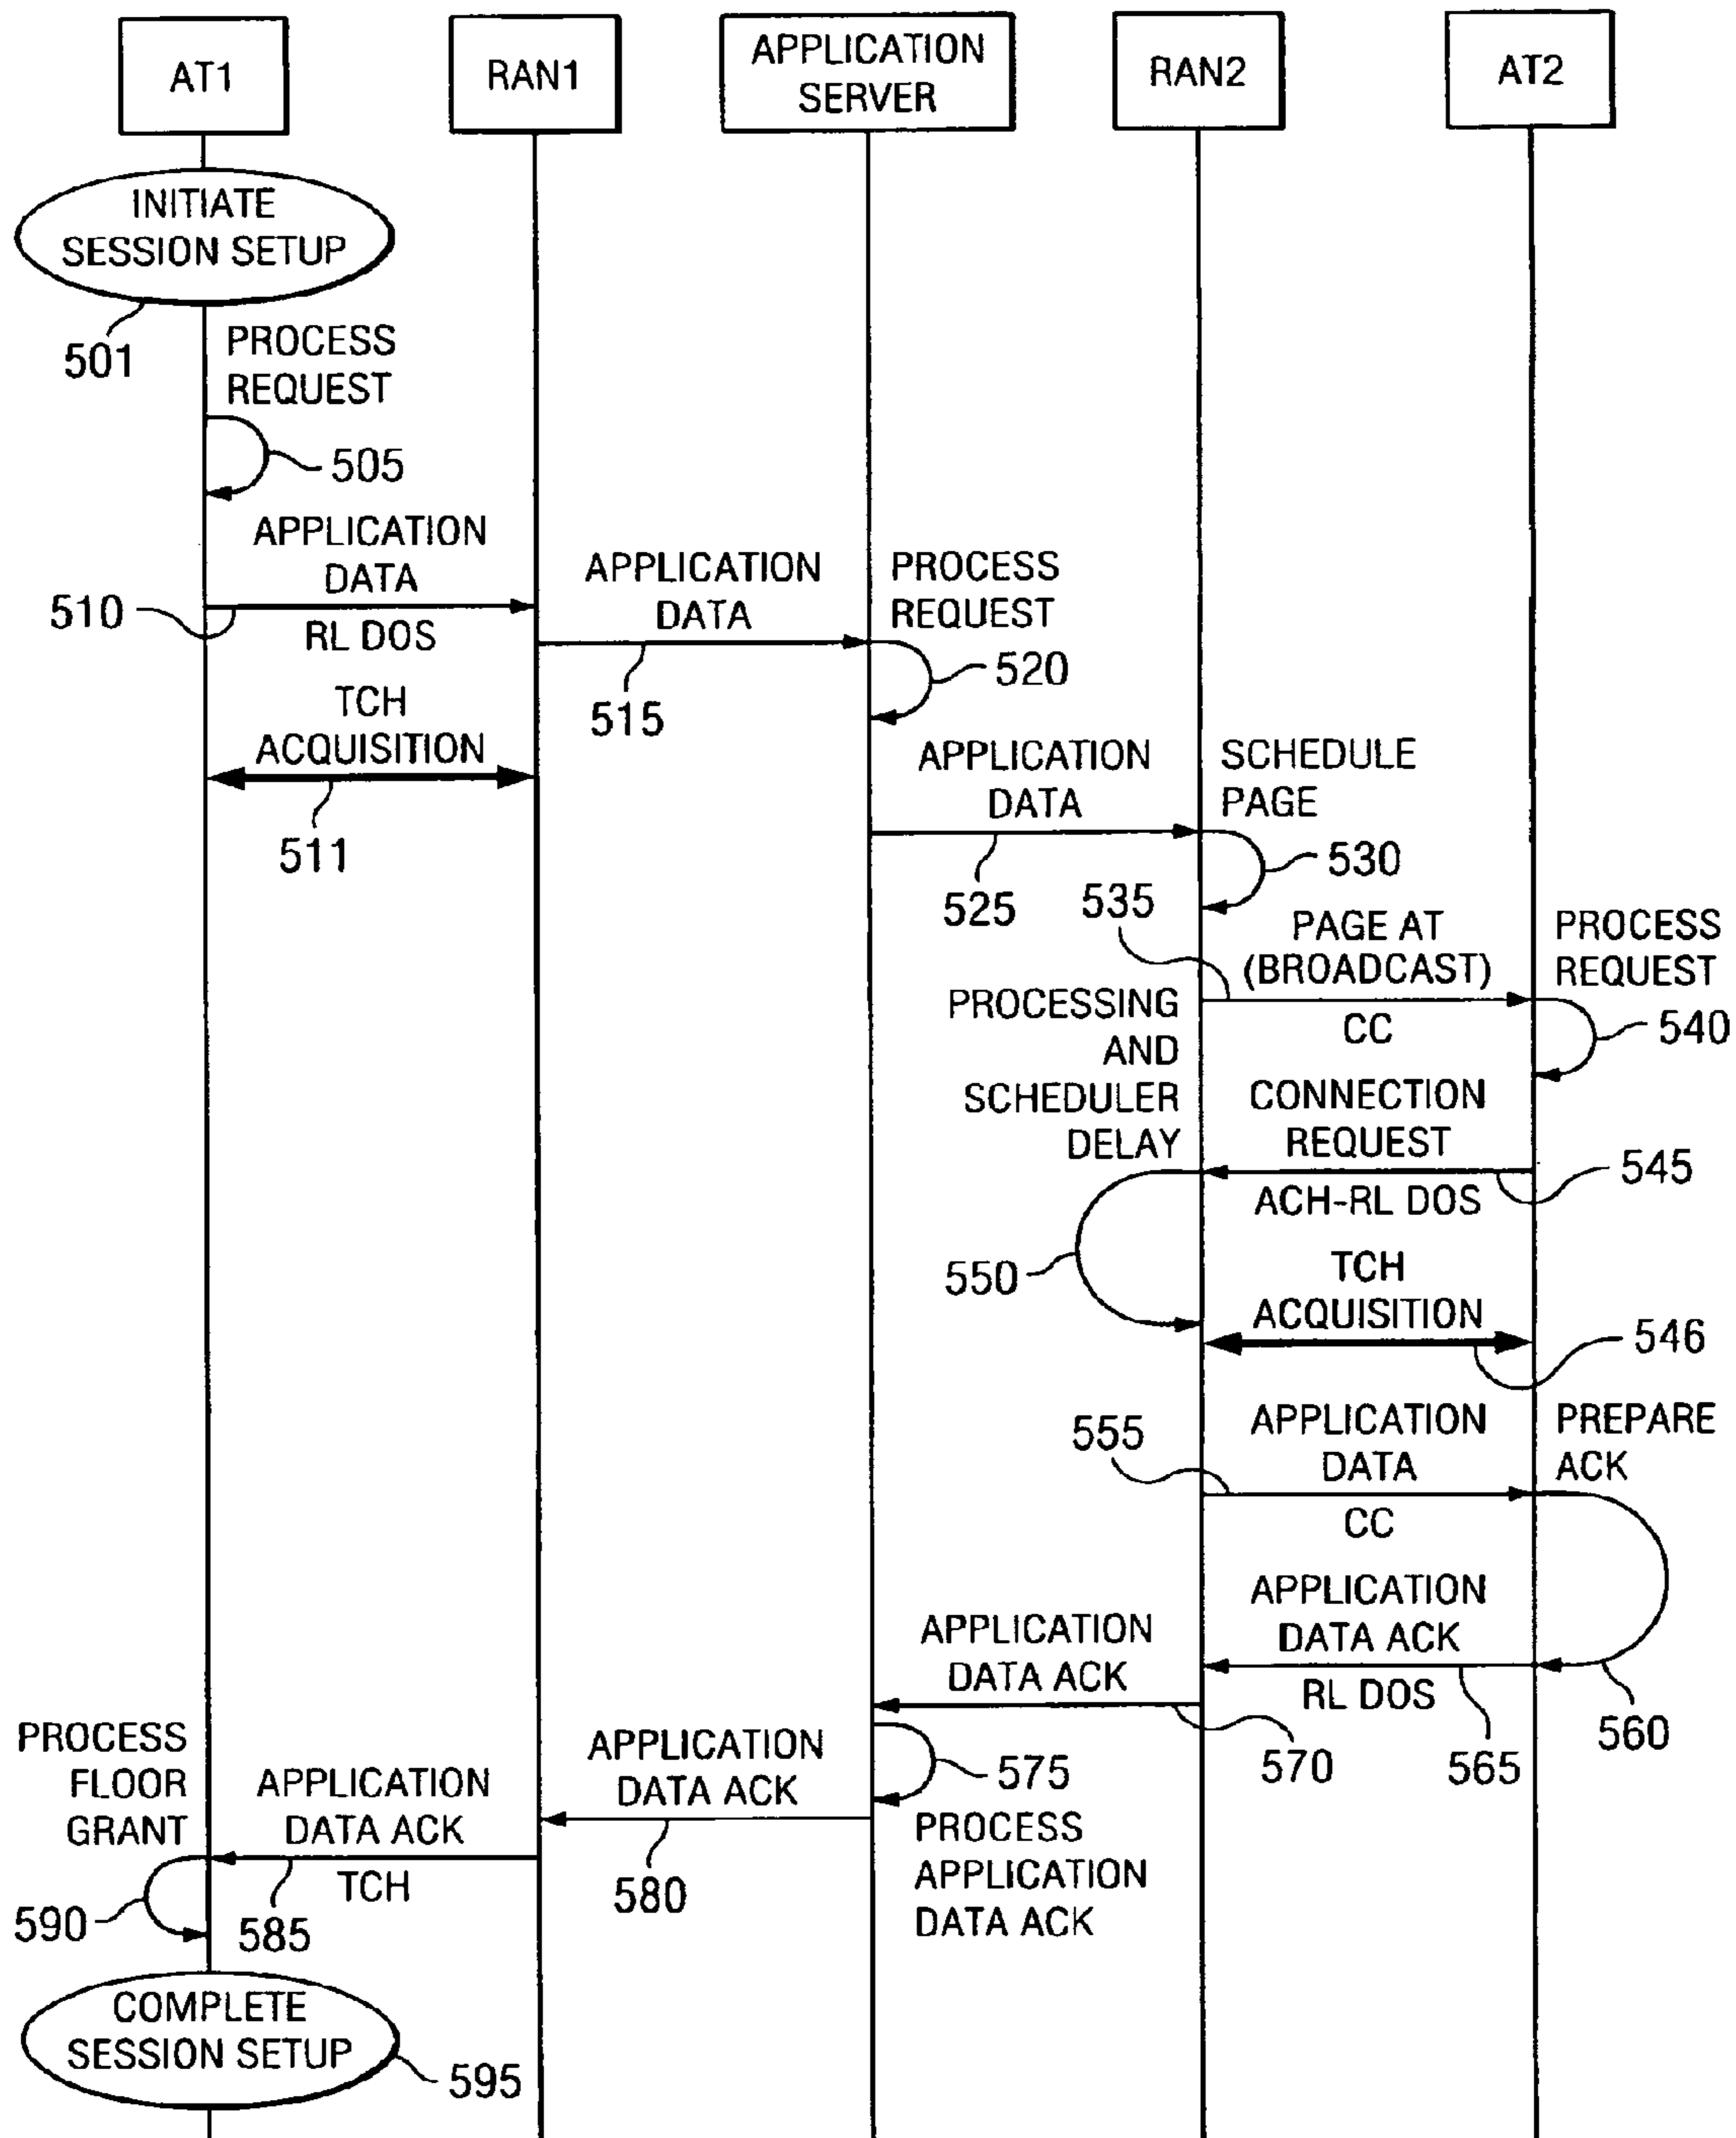 AT1
RAN1
APPLICATION
SERVER
RAN2
AT2
INITIATE
SESSION SETUP
501
PROCESS
REQUEST
505
APPLICATION
DATA
510
RL DOS
APPLICATION
DATA
515
PROCESS
REQUEST
520
TCH
ACQUISITION
511
APPLICATION
DATA
525
SCHEDULE
PAGE
530
535
PAGE AT
(BROADCAST)
CC
PROCESS
REQUEST
540
PROCESSING
AND
SCHEDULER
DELAY
CONNECTION
REQUEST
545
ACH-RL DOS
550
TCH
ACQUISITION
546
555
APPLICATION
DATA
CC
PREPARE
ACK
APPLICATION
DATA ACK
RL DOS
560
565
APPLICATION
DATA ACK
570
575
PROCESS
APPLICATION
DATA ACK
APPLICATION
DATA ACK
580
PROCESS
FLOOR
GRANT
APPLICATION
DATA ACK
TCH
590
585
COMPLETE
SESSION SETUP
595